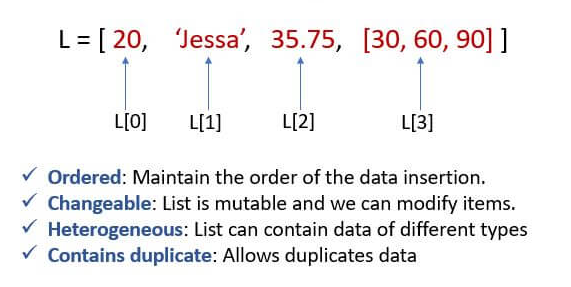 L = [ 20, ‘Jessa’, 35.75, [30, 60, 90] ]
L[0] L[1] L[2] L[3]
✓ Ordered: Maintain the order of the data insertion.
✓ Changeable: List is mutable and we can modify items.
✓ Heterogeneous: List can contain data of different types
✓ Contains duplicate: Allows duplicates data